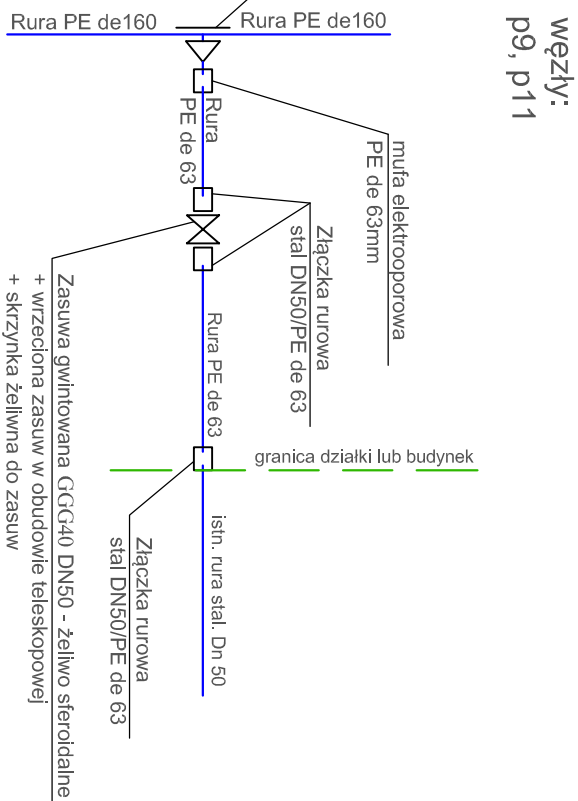 węzły:
p9, p11
Rura PE de160
Rura PE de160
mufa elektrooporowa
PE de 63mm
Rura
PE de 63
Złączka rurowa
stal DN50/PE de 63
Zasuwa gwintowana GGG40 DN50 - żeliwo sferoidalne
+ wrzeciona zasuw w obudowie teleskopowej
+ skrzynka żeliwna do zasuw
Rura PE de 63
granica działki lub budynek
Złączka rurowa
stal DN50/PE de 63
istn. rura stal. Dn 50